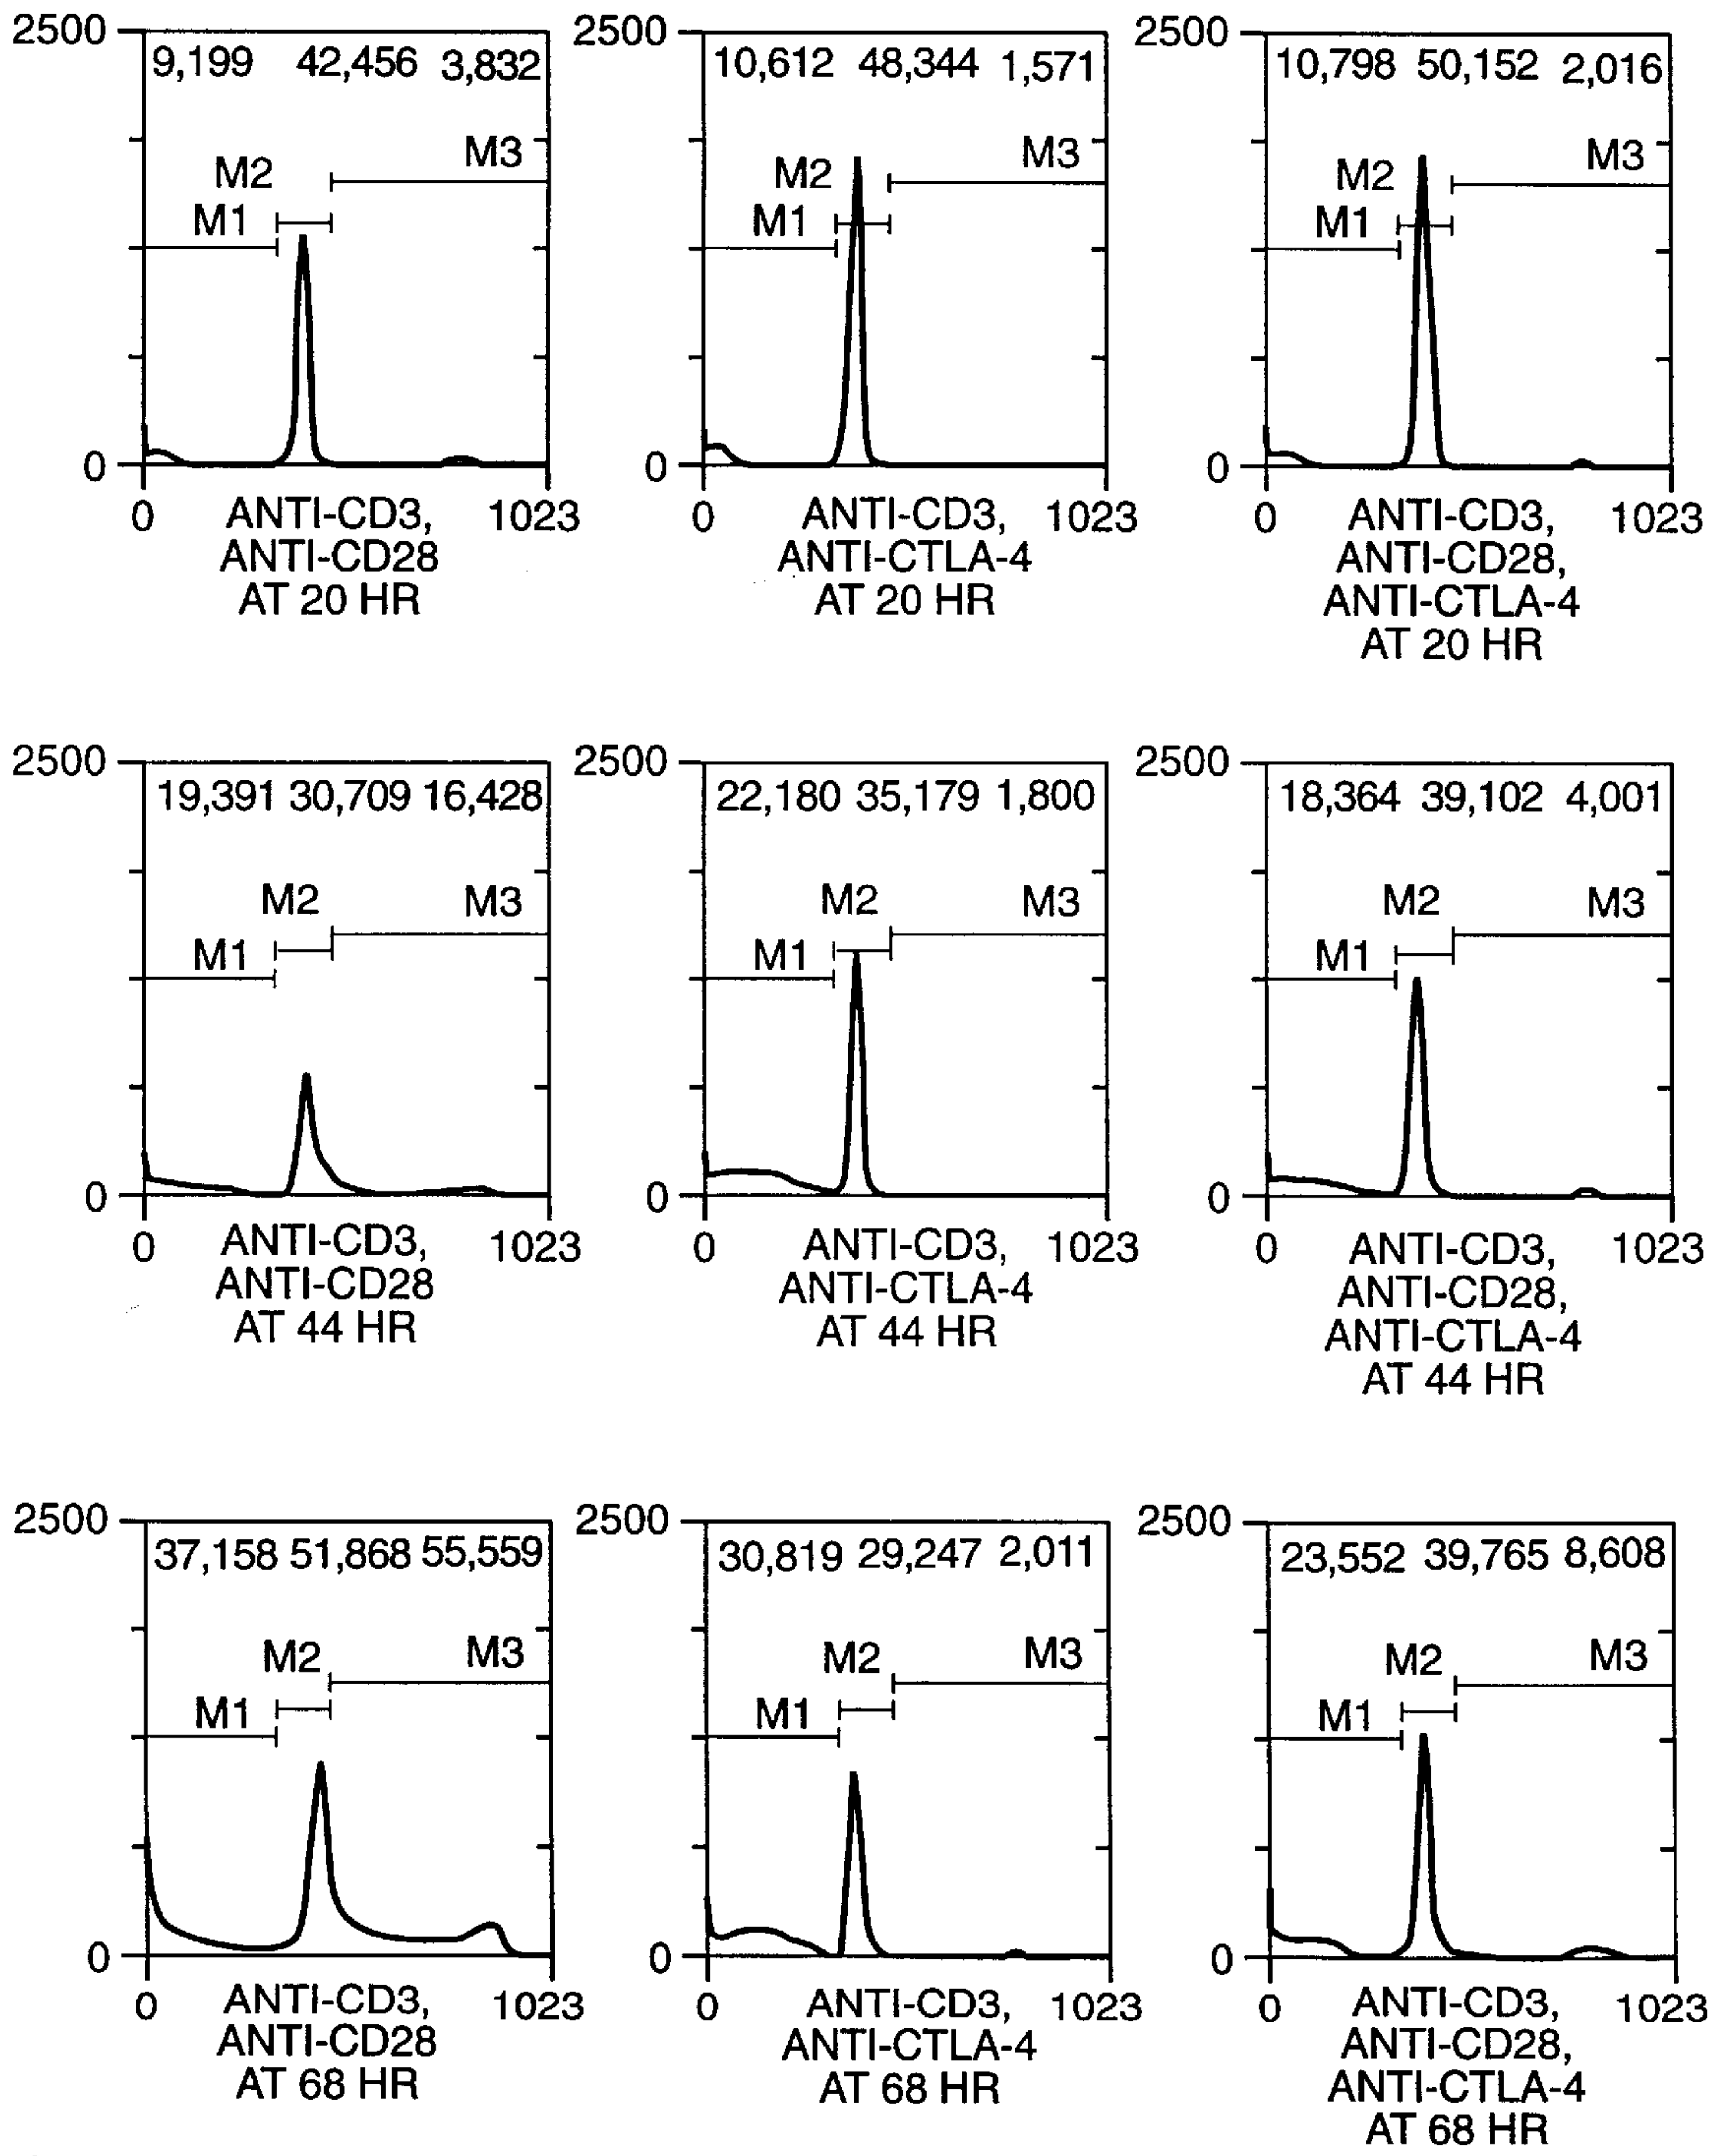 2500
9,199 42,456 3,832
M3
M2
M1
0
0 1023
ANTI-CD3,
ANTI-CD28
AT 20 HR
2500
10,612 48,344 1,571
M3
M2
M1
0
0 1023
ANTI-CD3,
ANTI-CTLA-4
AT 20 HR
2500
10,798 50,152 2,016
M3
M2
M1
0
0 1023
ANTI-CD3,
ANTI-CD28,
ANTI-CTLA-4
AT 20 HR
2500
19,391 30,709 16,428
M2 M3
M1
0
0 1023
ANTI-CD3,
ANTI-CD28
AT 44 HR
2500
22,180 35,179 1,800
M2 M3
M1
0
0 1023
ANTI-CD3,
ANTI-CTLA-4
AT 44 HR
2500
18,364 39,102 4,001
M2 M3
M1
0
0 1023
ANTI-CD3,
ANTI-CD28,
ANTI-CTLA-4
AT 44 HR
2500
37,158 51,868 55,559
M2 M3
M1
0
0 1023
ANTI-CD3,
ANTI-CD28
AT 68 HR
2500
30,819 29,247 2,011
M2 M3
M1
0
0 1023
ANTI-CD3,
ANTI-CTLA-4
AT 68 HR
2500
23,552 39,765 8,608
M2 M3
M1
0
0 1023
ANTI-CD3,
ANTI-CD28,
ANTI-CTLA-4
AT 68 HR